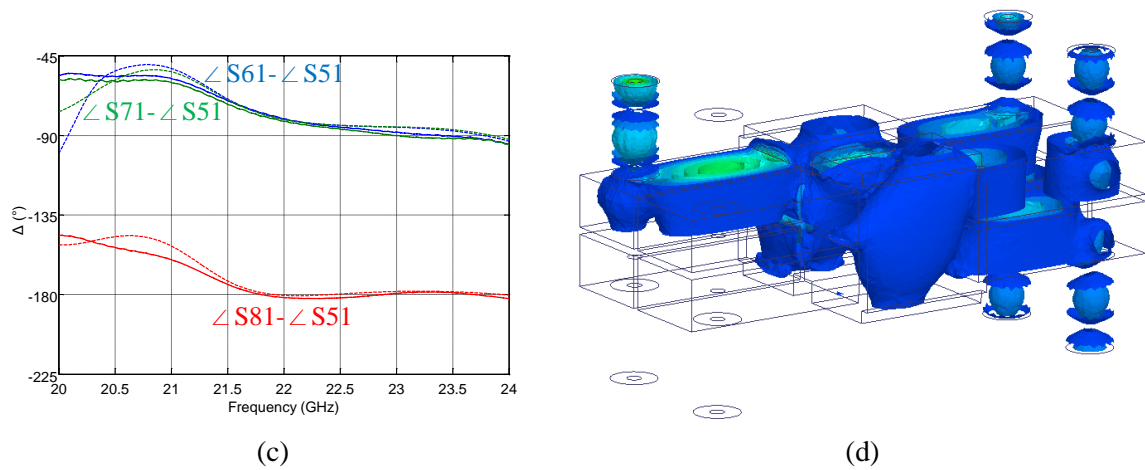 -45
∠ S61-∠ S51
∠ S71-∠ S51
-90
-135
Δ (°)
-180
∠ S81-∠ S51
-225
20 20.5 21 21.5 22 22.5 23 23.5 24
Frequency (GHz)
(c) (d)